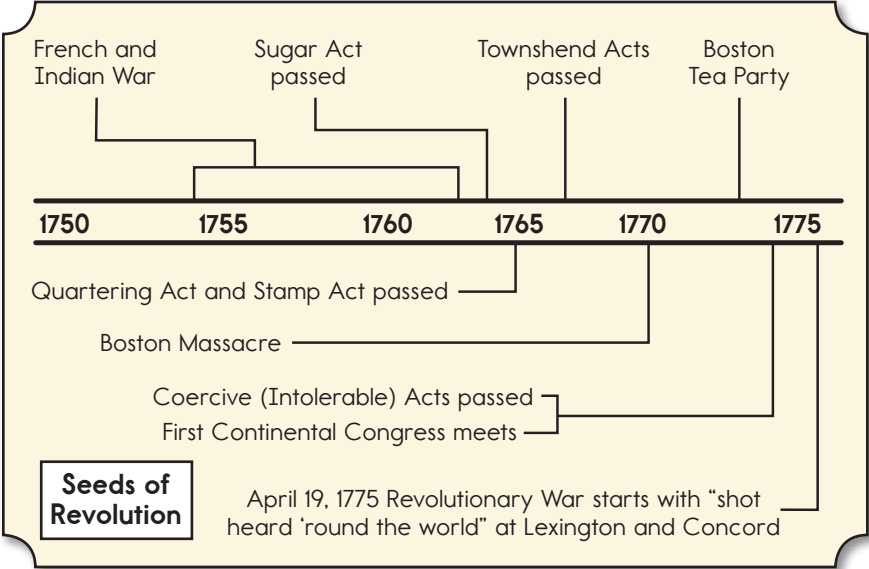 French and
Indian War
Sugar Act
passed
Townshend Acts
passed
Boston
Tea Party
1750 1755 1760 1765 1770 1775
Quartering Act and Stamp Act passed
Boston Massacre
Coercive (Intolerable) Acts passed
First Continental Congress meets
Seeds of
Revolution
April 19, 1775 Revolutionary War starts with “shot
heard ‘round the world” at Lexington and Concord